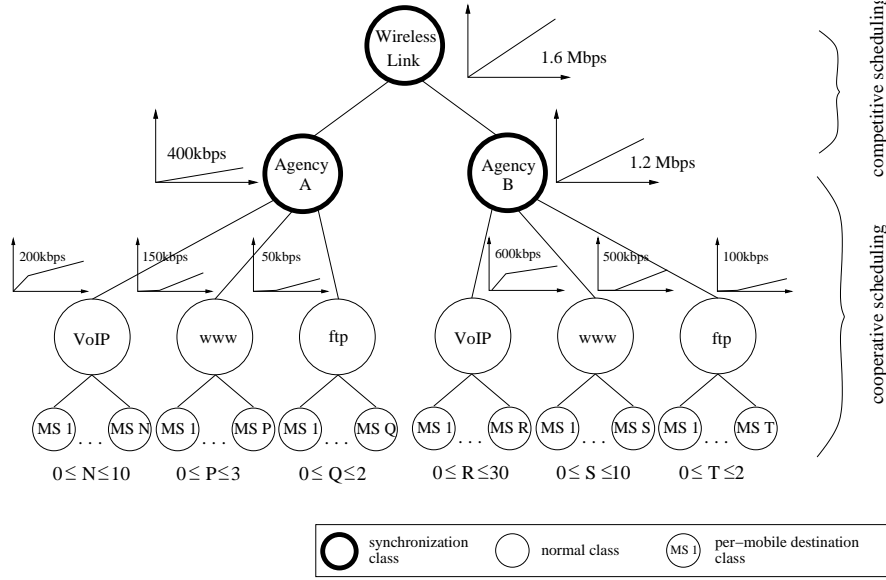 Wireless
Link
1.6 Mbps
competitive scheduling
400kbps
Agency
A
Agency
B
1.2 Mbps
200kbps
150kbps
50kbps
600kbps
500kbps
100kbps
cooperative scheduling
VoIP
www
ftp
VoIP
www
ftp
MS 1 . . . MS N
MS 1 . . . MS P
MS 1 . . . MS Q
MS 1 . . . MS R
MS 1 . . . MS S
MS 1 . . . MS T
0 ≤ N ≤ 10
0 ≤ P ≤ 3
0 ≤ Q ≤ 2
0 ≤ R ≤ 30
0 ≤ S ≤ 10
0 ≤ T ≤ 2
synchronization
class
normal class
MS 1
per−mobile destination
class